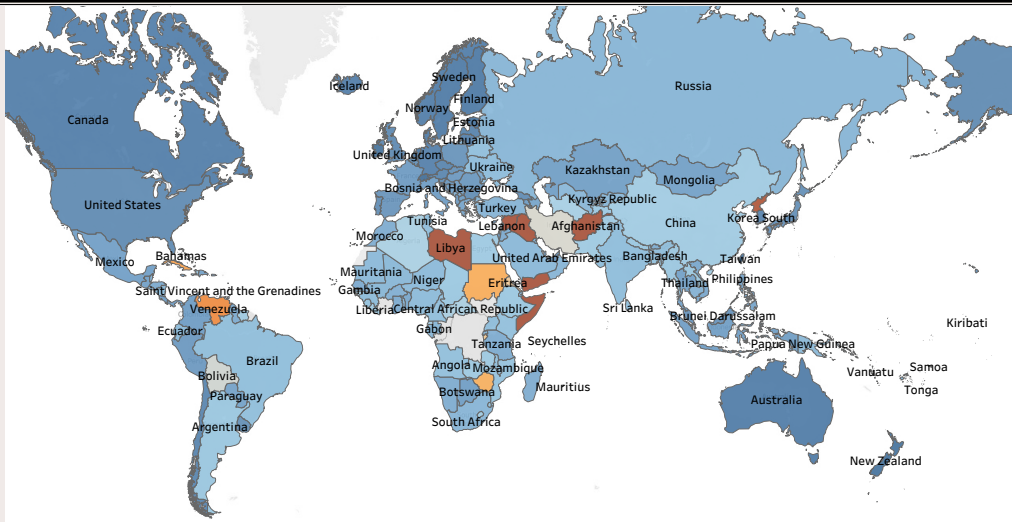 Canada
United States
Mexico
Bahamas
Saint Vincent and the Grenadines
Venezuela
Ecuador
Brazil
Bolivia
Paraguay
Argentina
Iceland
Sweden
Norway
Finland
Estonia
Lithuania
United Kingdom
Ukraine
Bosnia and Herzegovina
Turkey
Tunisia
Lebanon
Morocco
Libya
Mauritania
Niger
Gambia
Eritrea
Liberia
Central African Republic
Gabon
Tanzania
Seychelles
Angola
Mozambique
Botswana
Mauritius
South Africa
Russia
Kazakhstan
Mongolia
Kyrgyz Republic
Afghanistan
China
Korea South
United Arab Emirates
Bangladesh
Taiwan
Thailand
Philippines
Sri Lanka
Brunei Darussalam
Papua New Guinea
Kiribati
Vanuatu
Samoa
Tonga
Australia
New Zealand